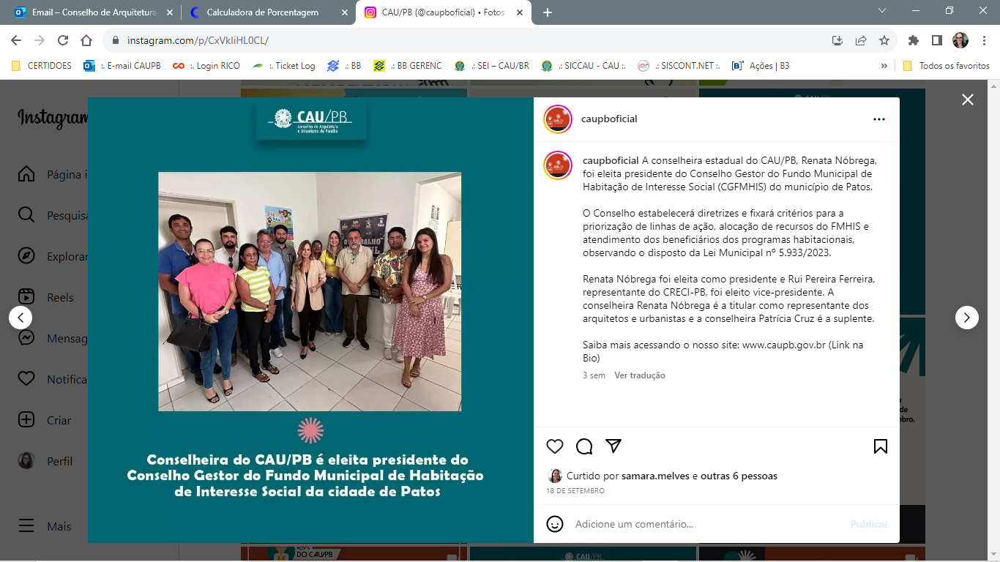 Email – Conselho de Arquitetura
Calculadora de Porcentagem
CAU/PB (@caupboficial) • Fotos
instagram.com/p/CxVkIiHL0CL/
CERTIDOES
:. E-mail CAUPB
:. Login RICO
:. Ticket Log
.: BB
.: BB GERENC
.: SEI – CAU/BR
.: SICCAU - CAU :.
.: SISCONT.NET :.
Ações | B3
»
Todos os favoritos
Instagram
Página i
Pesquisa
Explorar
Reels
Mensag
Notifica
Criar
Perfil
Mais
CAU/PB
Conselho de Arquitetura
e Urbanismo da Paraíba
Conselheira do CAU/PB é eleita presidente do
Conselho Gestor do Fundo Municipal de Habitação
de Interesse Social da cidade de Patos
caupboficial
caupboficial A conselheira estadual do CAU/PB, Renata Nóbrega,
foi eleita presidente do Conselho Gestor do Fundo Municipal de
Habitação de Interesse Social (CGFMHIS) do município de Patos.
O Conselho estabelecerá diretrizes e fixará critérios para a
priorização de linhas de ação, alocação de recursos do FMHIS e
atendimento dos beneficiários dos programas habitacionais,
observando o disposto da Lei Municipal nº 5.933/2023.
Renata Nóbrega foi eleita como presidente e Rui Pereira Ferreira,
representante do CRECI-PB, foi eleito vice-presidente. A
conselheira Renata Nóbrega é a titular como representante dos
arquitetos e urbanistas e a conselheira Patrícia Cruz é a suplente.
Saiba mais acessando o nosso site: www.caupb.gov.br (Link na
Bio)
3 sem Ver tradução
Curtido por samara.melves e outras 6 pessoas
18 DE SETEMBRO
Adicione um comentário...
Publicar
DO CAU/PB